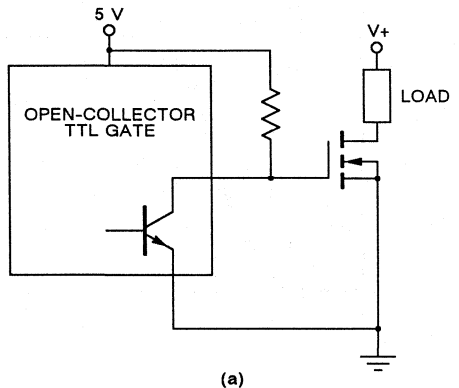 5 V
V+
OPEN-COLLECTOR
TTL GATE
LOAD
(a)